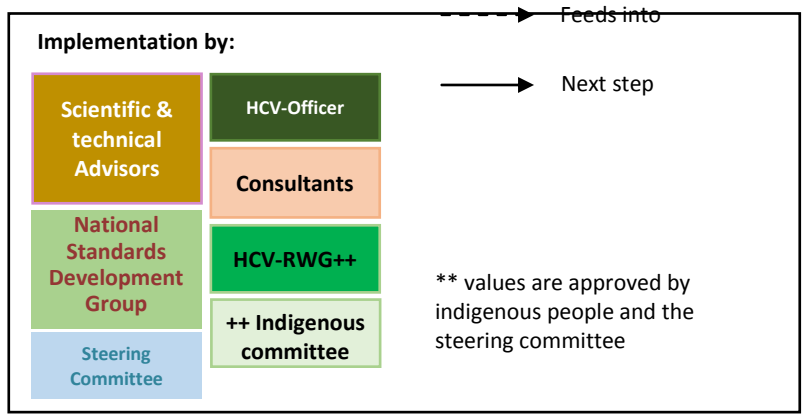 Feeds into
Implementation by:
Next step
Scientific &
technical
Advisors
HCV-Officer
Consultants
National
Standards
Development
Group
HCV-RWG++
++ Indigenous
committee
Steering
Committee
** values are approved by
indigenous people and the
steering committee